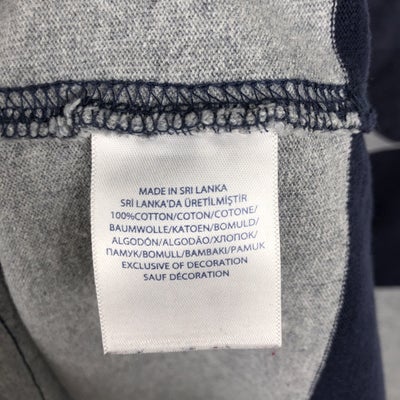 MADE IN SRI LANKA
SRİ LANKA'DA ÜRETİLMİŞTİR
100%COTTON/COTON/COTONE/
BAUMWOLLE/KATOEN/BOMULD/
ALGODÓN/ALGODÃO/ХЛОПОК/
ПАМУК/BOMULL/BAMBAKI/PAMUK
EXCLUSIVE OF DECORATION
SAUF DÉCORATION